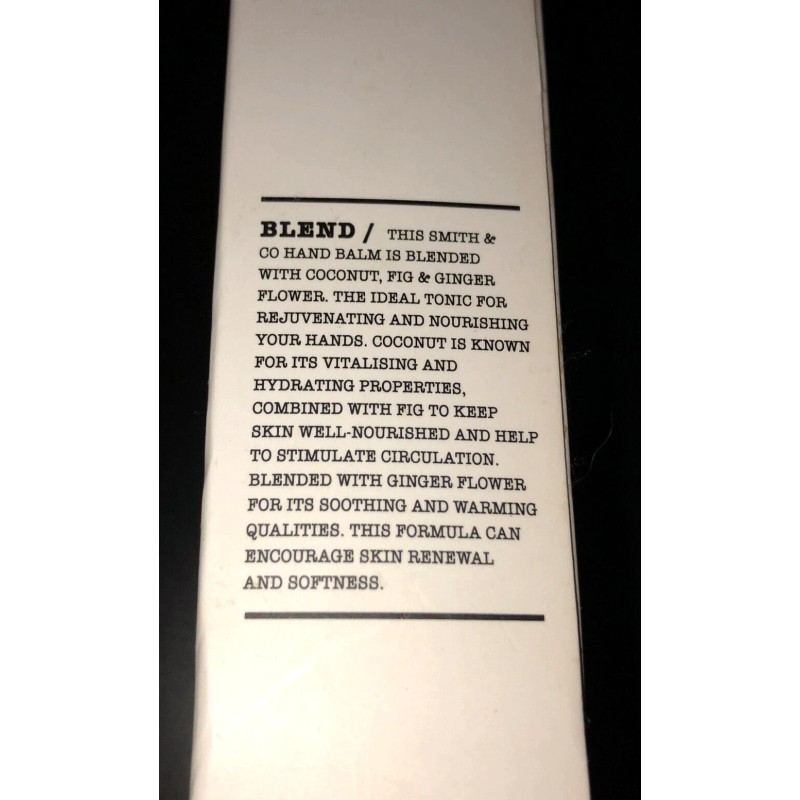 BLEND / THIS SMITH &
CO HAND BALM IS BLENDED
WITH COCONUT, FIG & GINGER
FLOWER. THE IDEAL TONIC FOR
REJUVENATING AND NOURISHING
YOUR HANDS. COCONUT IS KNOWN
FOR ITS VITALISING AND
HYDRATING PROPERTIES,
COMBINED WITH FIG TO KEEP
SKIN WELL-NOURISHED AND HELP
TO STIMULATE CIRCULATION.
BLENDED WITH GINGER FLOWER
FOR ITS SOOTHING AND WARMING
QUALITIES. THIS FORMULA CAN
ENCOURAGE SKIN RENEWAL
AND SOFTNESS.